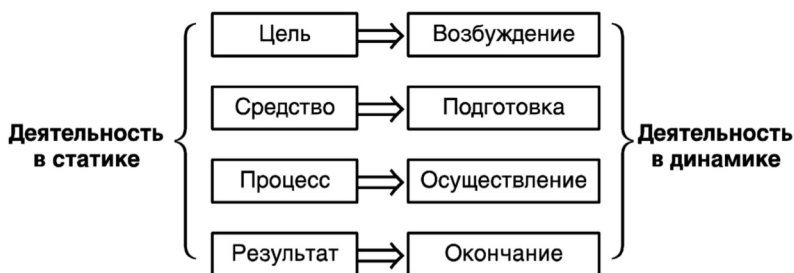 Цель
Возбуждение
Средство
Подготовка
Деятельность
в статике
Деятельность
в динамике
Процесс
Осуществление
Результат
Окончание